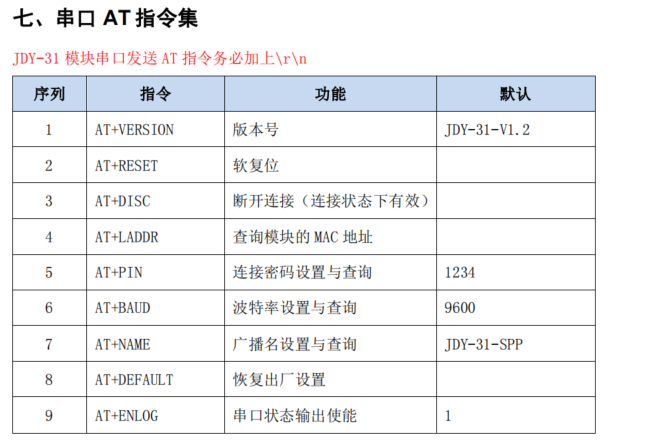 七、串口 AT 指令集
JDY-31 模块串口发送 AT 指令务必加上\r\n
序列 指令 功能 默认
1 AT+VERSION 版本号 JDY-31-V1.2
2 AT+RESET 软复位
3 AT+DISC 断开连接（连接状态下有效）
4 AT+LADDR 查询模块的 MAC 地址
5 AT+PIN 连接密码设置与查询 1234
6 AT+BAUD 波特率设置与查询 9600
7 AT+NAME 广播名设置与查询 JDY-31-SPP
8 AT+DEFAULT 恢复出厂设置
9 AT+ENLOG 串口状态输出使能 1